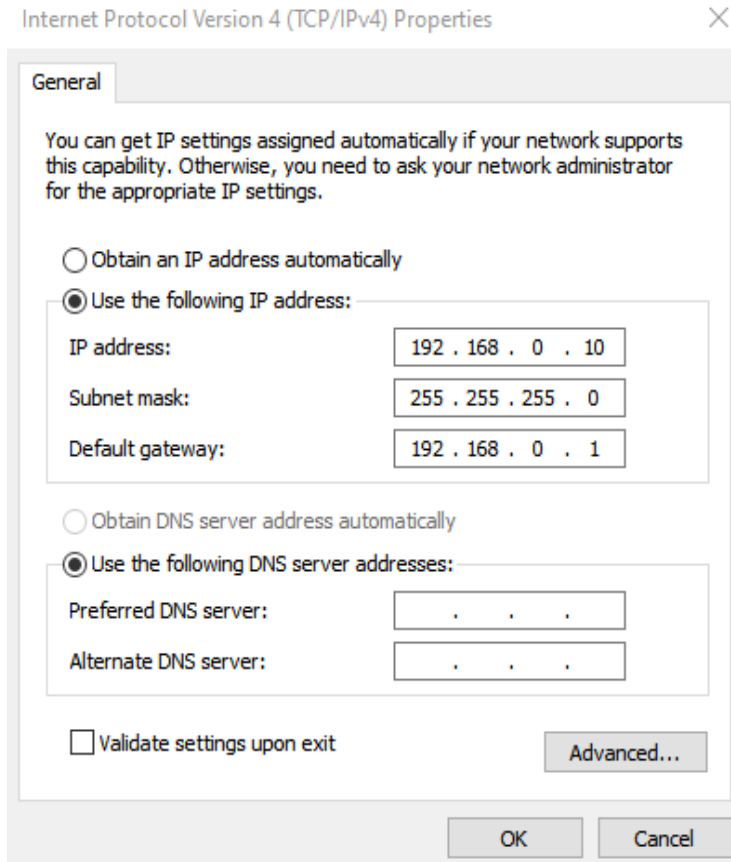 Internet Protocol Version 4 (TCP/IPv4) Properties
General
You can get IP settings assigned automatically if your network supports
this capability. Otherwise, you need to ask your network administrator
for the appropriate IP settings.
Obtain an IP address automatically
Use the following IP address:
IP address: 192 . 168 . 0 . 10
Subnet mask: 255 . 255 . 255 . 0
Default gateway: 192 . 168 . 0 . 1
Obtain DNS server address automatically
Use the following DNS server addresses:
Preferred DNS server: . . .
Alternate DNS server: . . .
Validate settings upon exit
Advanced...
OK Cancel